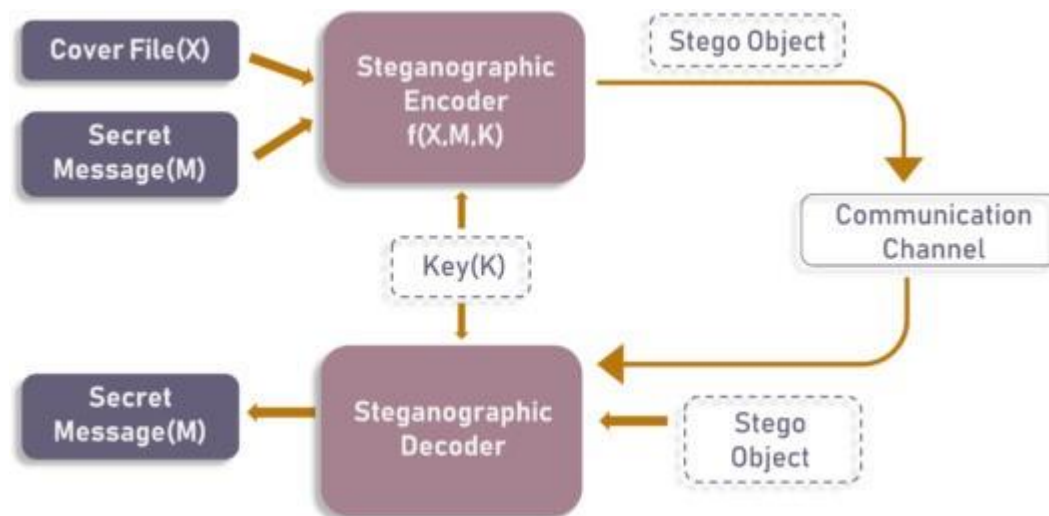 Cover File(X)
Secret
Message(M)
Steganographic
Encoder
f(X,M,K)
Stego Object
Communication
Channel
Key(K)
Secret
Message(M)
Steganographic
Decoder
Stego
Object